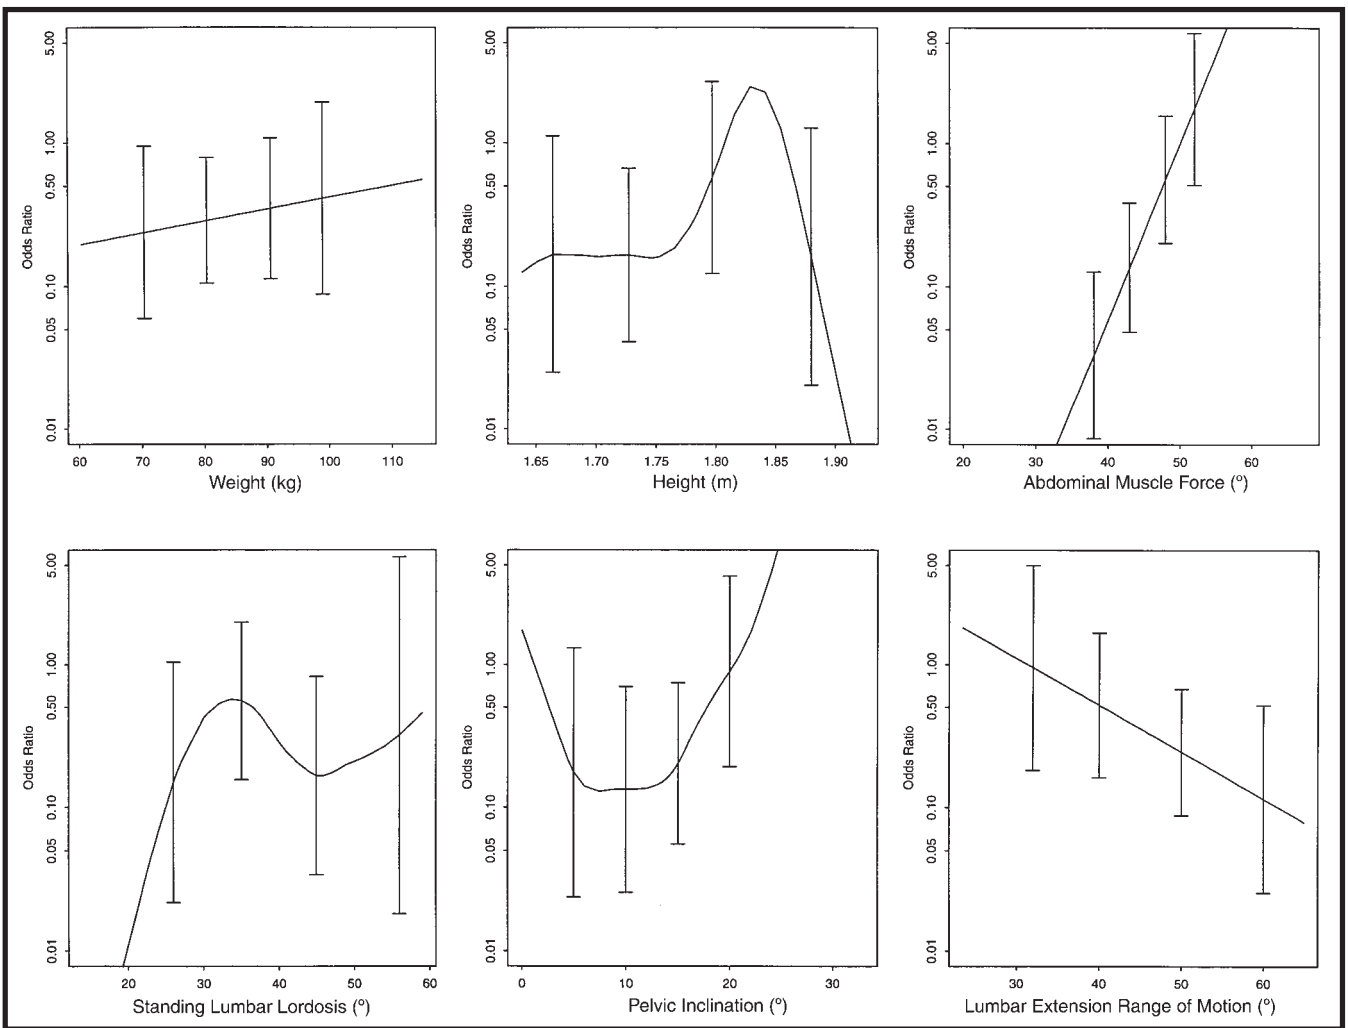 5.00
1.00
0.50
0.10
0.05
0.01
Odds Ratio
60 70 80 90 100 110
Weight (kg)
5.00
1.00
0.50
0.10
0.05
0.01
Odds Ratio
1.65 1.70 1.75 1.80 1.85 1.90
Height (m)
5.00
1.00
0.50
0.10
0.05
0.01
Odds Ratio
20 30 40 50 60
Abdominal Muscle Force (º)
5.00
1.00
0.50
0.10
0.05
0.01
Odds Ratio
20 30 40 50 60
Standing Lumbar Lordosis (º)
5.00
1.00
0.50
0.10
0.05
0.01
Odds Ratio
0 10 20 30
Pelvic Inclination (º)
5.00
1.00
0.50
0.10
0.05
0.01
Odds Ratio
30 40 50 60
Lumbar Extension Range of Motion (º)